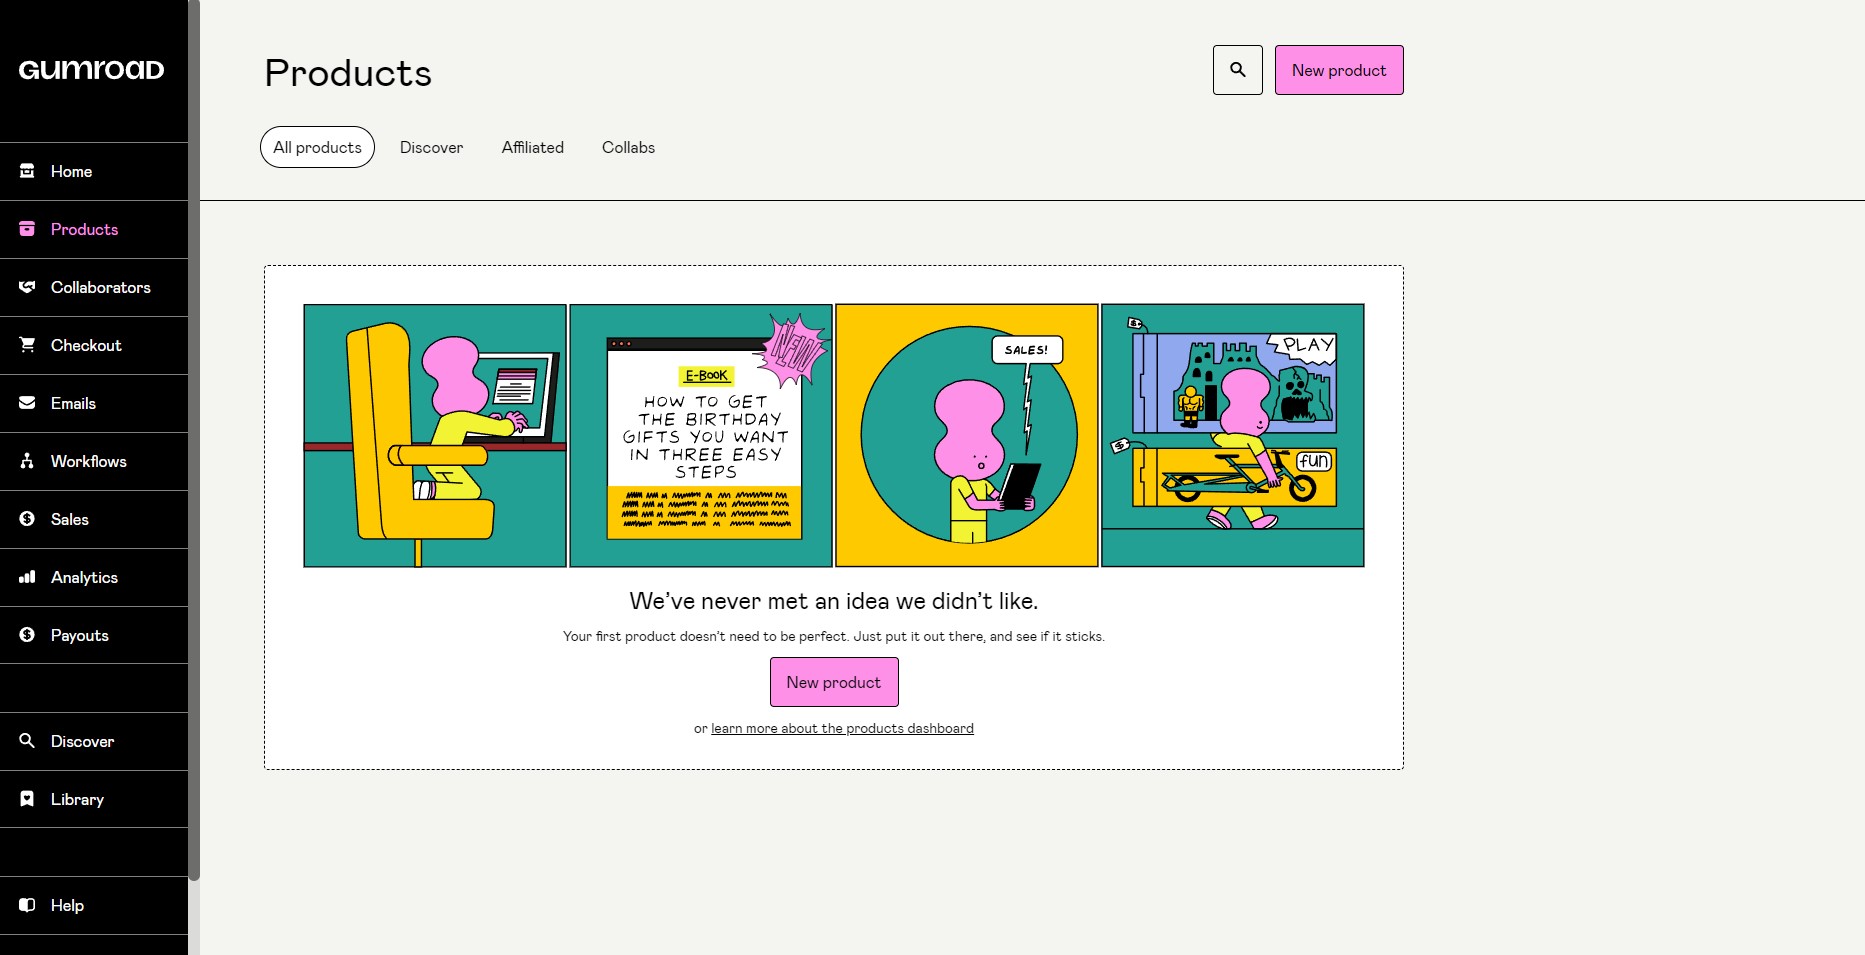 GUMROAD
Home
Products
Collaborators
Checkout
Emails
Workflows
Sales
Analytics
Payouts
Discover
Library
Help
Products
New product
All products
Discover
Affiliated
Collabs
NEW
E-BOOK
HOW TO GET
THE BIRTHDAY
GIFTS YOU WANT
IN THREE EASY
STEPS
SALES!
$
PLAY
$
fun
We’ve never met an idea we didn’t like.
Your first product doesn’t need to be perfect. Just put it out there, and see if it sticks.
New product
or learn more about the products dashboard